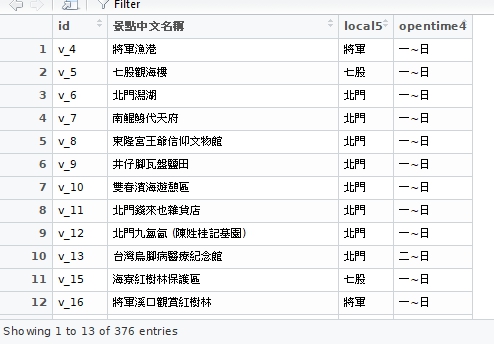 Filter
id 景點中文名稱 local5 opentime4
1 v_4 將軍漁港 將軍 一~日
2 v_5 七股觀海樓 七股 一~日
3 v_6 北門潟湖 北門 一~日
4 v_7 南鯤鯓代天府 北門 一~日
5 v_8 東隆宮王爺信仰文物館 北門 一~日
6 v_9 井仔腳瓦盤鹽田 北門 一~日
7 v_10 雙春濱海遊憩區 北門 一~日
8 v_11 北門錢來也雜貨店 北門 一~日
9 v_12 北門九龕氤 (陳姓桂記墓園) 北門 一~日
10 v_13 台灣烏腳病醫療紀念館 北門 二~日
11 v_15 海寮紅樹林保護區 七股 一~日
12 v_16 將軍溪口觀賞紅樹林 將軍 一~日
Showing 1 to 13 of 376 entries